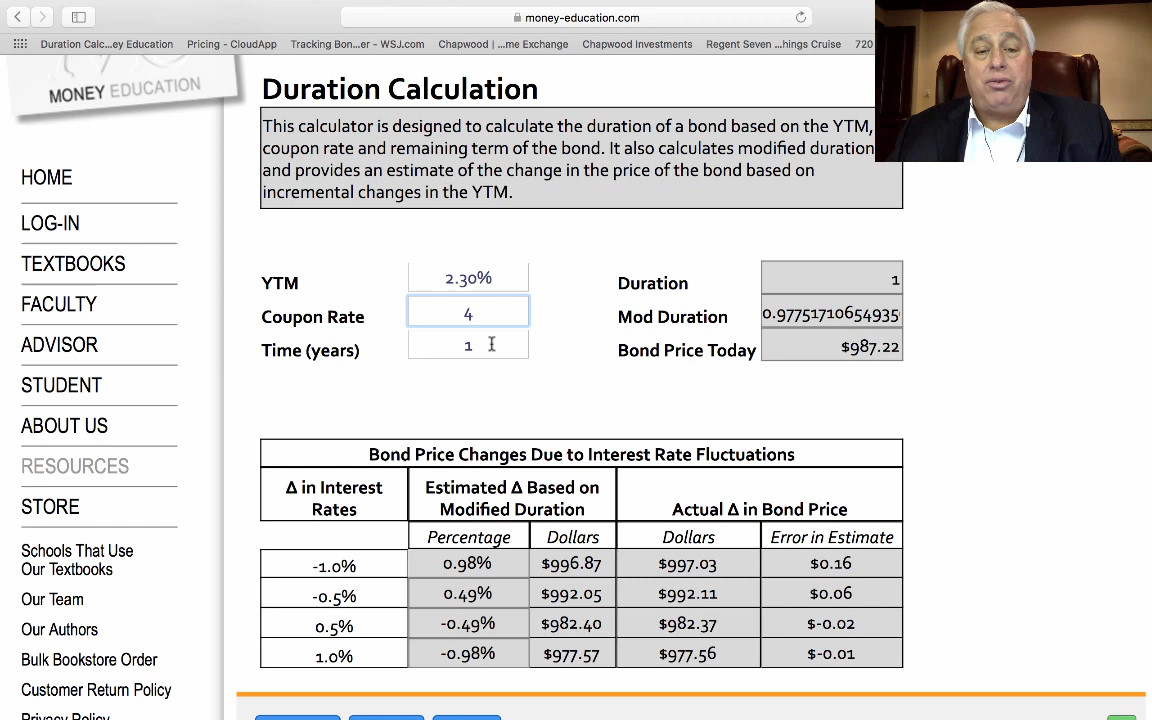 money-education.com
Duration Calc...ey Education
Pricing - CloudApp
Tracking Bon...er - WSJ.com
Chapwood | ...me Exchange
Chapwood Investments
Regent Seven ...hings Cruise
720
MONEY EDUCATION
Duration Calculation
This calculator is designed to calculate the duration of a bond based on the YTM,
coupon rate and remaining term of the bond. It also calculates modified duration
and provides an estimate of the change in the price of the bond based on
incremental changes in the YTM.
HOME
LOG-IN
TEXTBOOKS
FACULTY
ADVISOR
STUDENT
ABOUT US
RESOURCES
STORE
Schools That Use
Our Textbooks
Our Team
Our Authors
Bulk Bookstore Order
Customer Return Policy
Privacy Policy
YTM 2.30% Duration 1
Coupon Rate 4 Mod Duration 0.97751710654935
Time (years) 1 Bond Price Today $987.22
Bond Price Changes Due to Interest Rate Fluctuations
Δ in Interest Rates
Estimated Δ Based on Modified Duration
Actual Δ in Bond Price
Percentage Dollars Dollars Error in Estimate
-1.0% 0.98% $996.87 $997.03 $0.16
-0.5% 0.49% $992.05 $992.11 $0.06
0.5% -0.49% $982.40 $982.37 $-0.02
1.0% -0.98% $977.57 $977.56 $-0.01